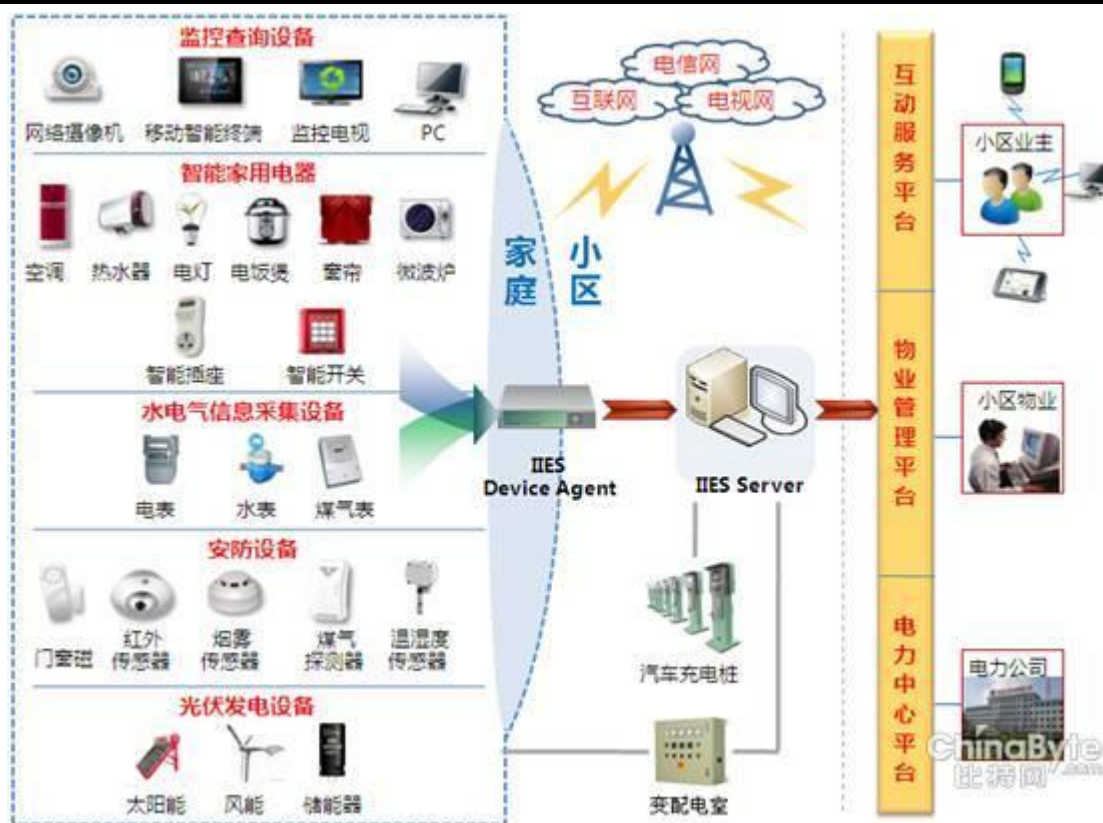 监控查询设备
网络摄像机 移动智能终端 监控电视 PC
智能家用电器
空调 热水器 电灯 电饭煲 窗帘 微波炉
智能插座 智能开关
水电气信息采集设备
电表 水表 煤气表
安防设备
门窗磁 红外传感器 烟雾传感器 煤气探测器 温湿度传感器
光伏发电设备
太阳能 风能 储能器
家庭
小区
电信网
互联网 电视网
IIES
Device Agent
IIES Server
汽车充电桩
变配电室
互动服务平台
物业管理平台
电力中心平台
小区业主
小区物业
电力公司
ChinaByte
比特网.com